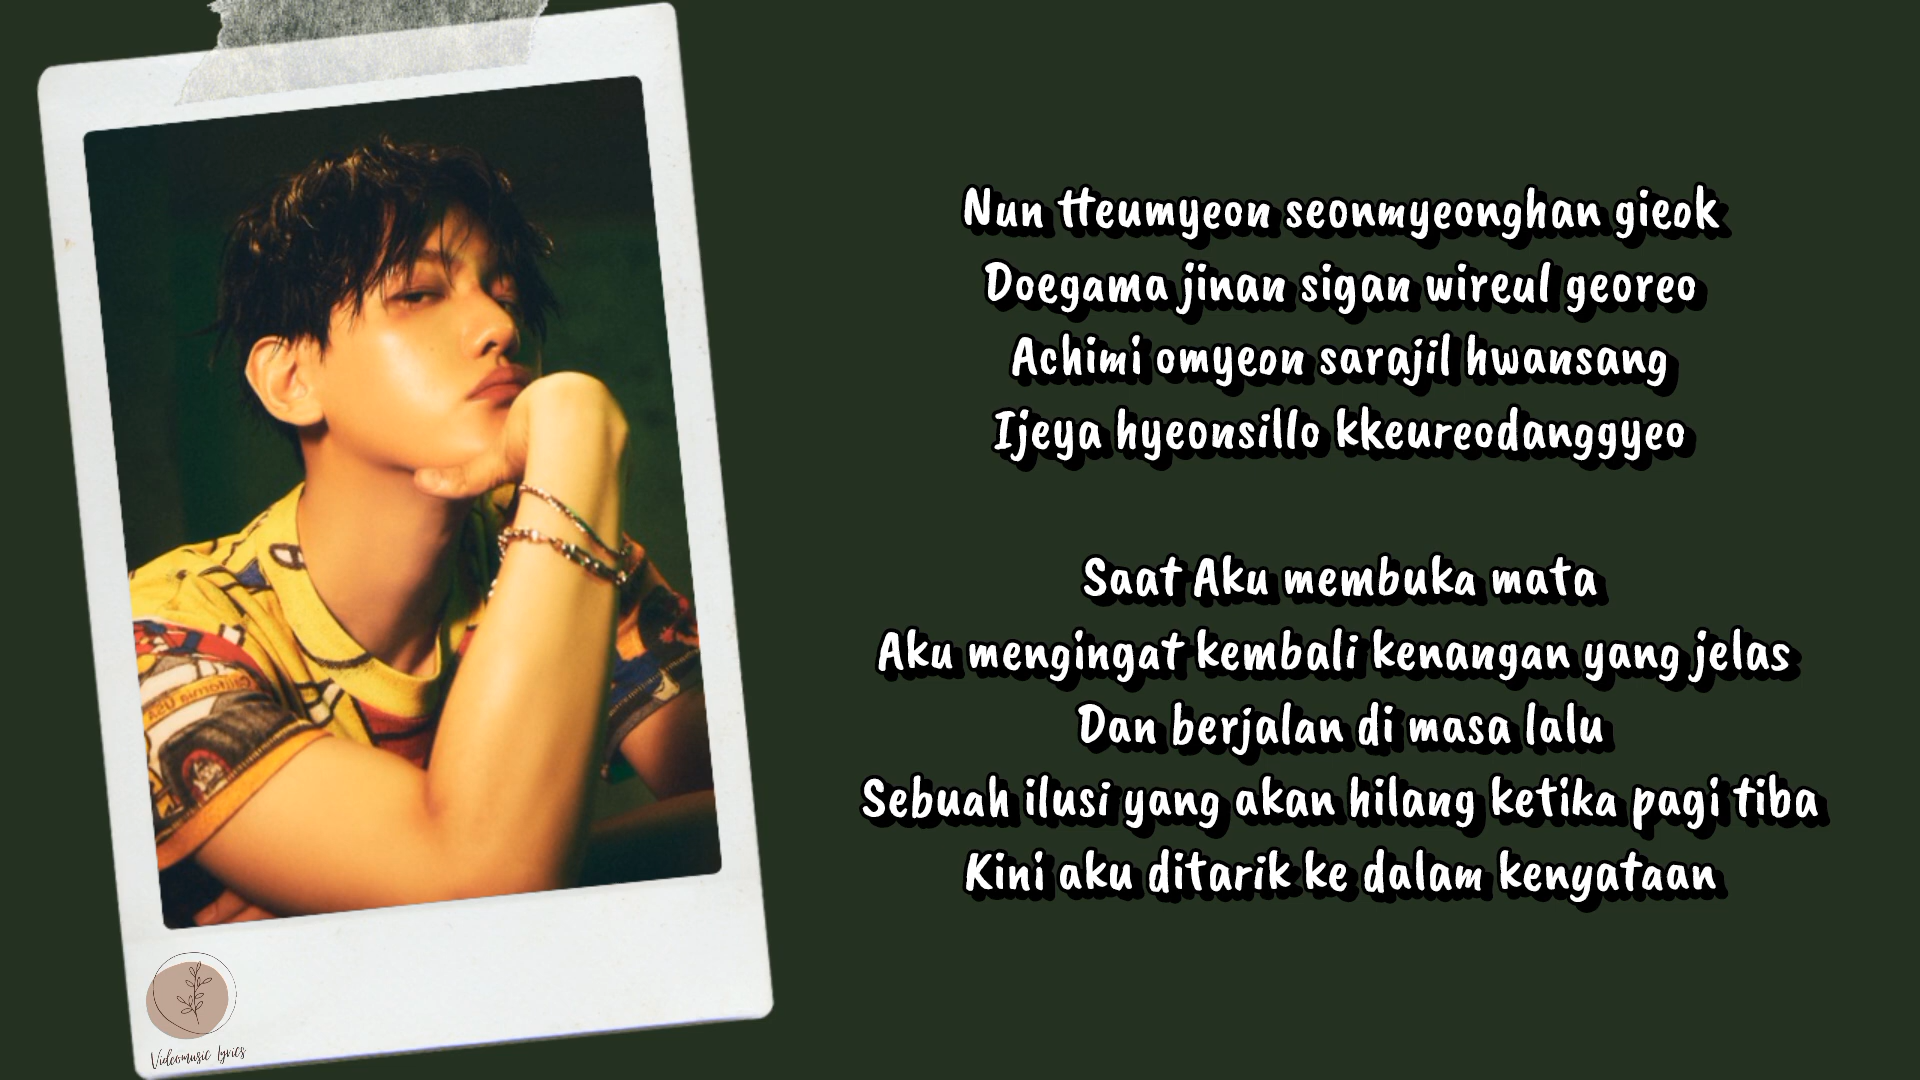 Nun tteumyeon seonmyeonghan gieok
Doegama jinan sigan wireul georeo
Achimi omyeon sarajil hwansang
Ijeya hyeonsillo kkeureodanggyeo
Saat Aku membuka mata
Aku mengingat kembali kenangan yang jelas
Dan berjalan di masa lalu
Sebuah ilusi yang akan hilang ketika pagi tiba
Kini aku ditarik ke dalam kenyataan
California
USA
Videomusic Lyrics